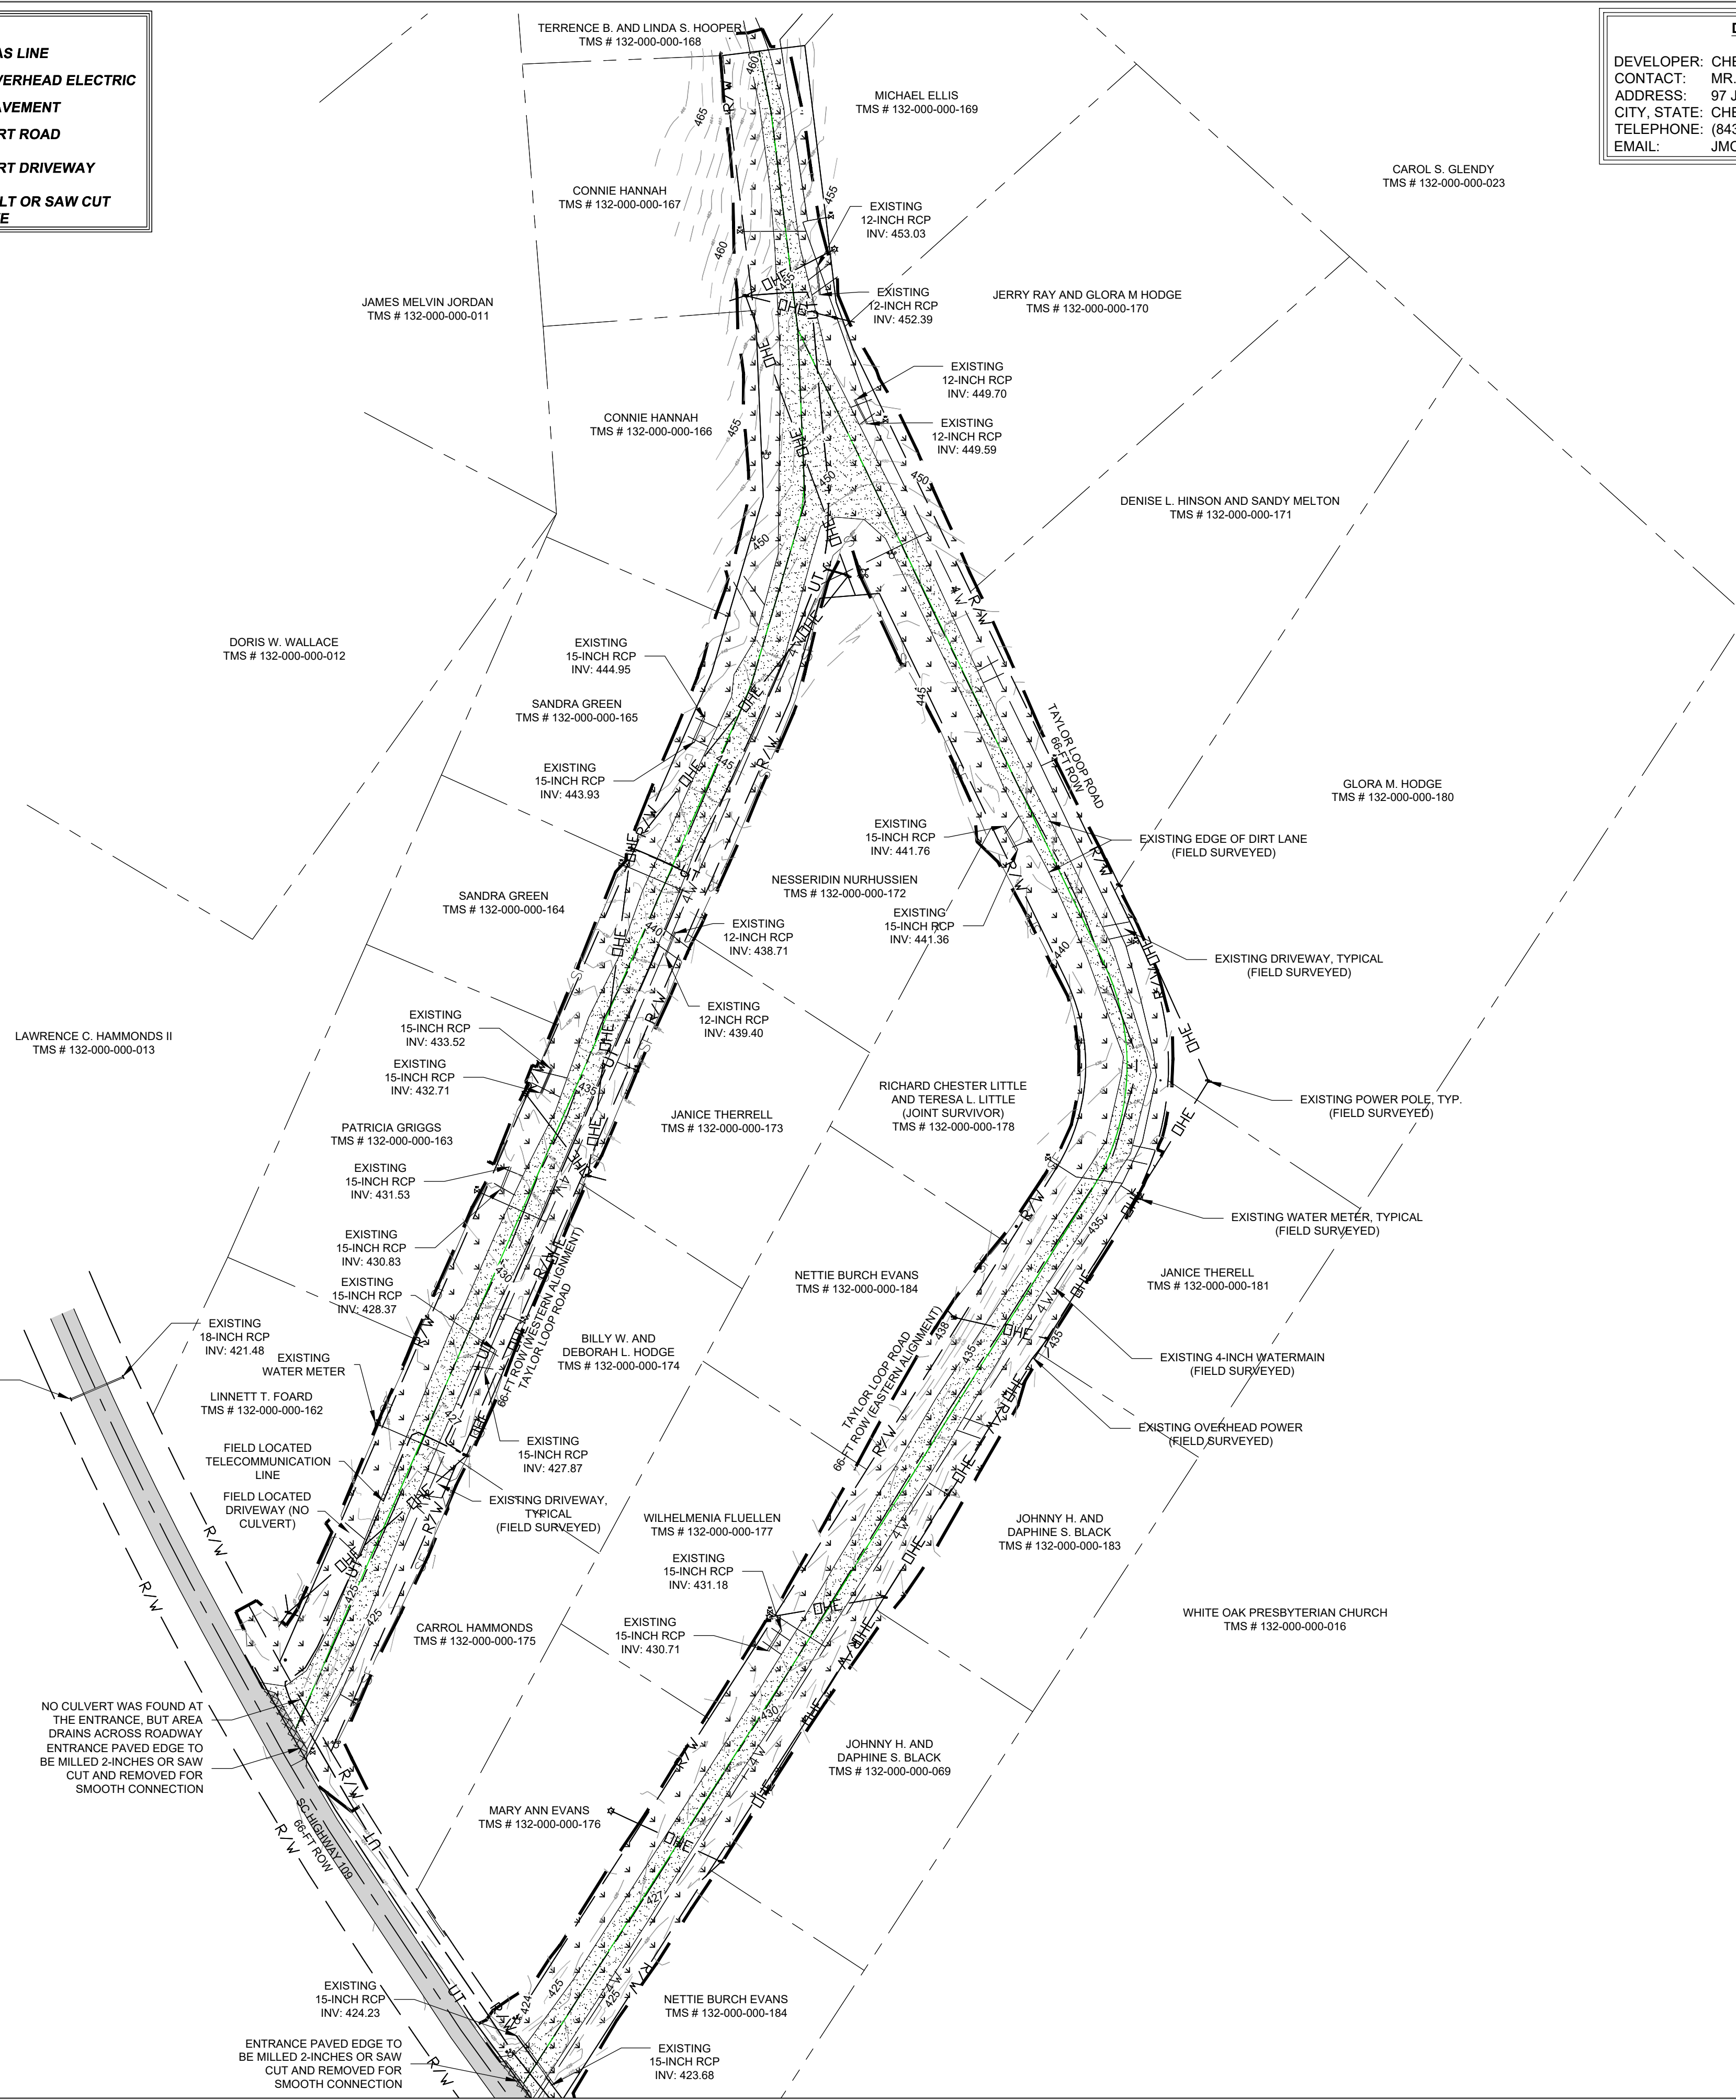 AS LINE
VERHEAD ELECTRIC
AVEMENT
RT ROAD
RT DRIVEWAY
LT OR SAW CUT
E
DEVELOPER: CHE
CONTACT: MR.
ADDRESS: 97 J
CITY, STATE: CHE
TELEPHONE: (843
EMAIL: JMC
TERRENCE B. AND LINDA S. HOOPER
TMS # 132-000-000-168
MICHAEL ELLIS
TMS # 132-000-000-169
CAROL S. GLENDY
TMS # 132-000-000-023
CONNIE HANNAH
TMS # 132-000-000-167
EXISTING
12-INCH RCP
INV: 453.03
JAMES MELVIN JORDAN
TMS # 132-000-000-011
EXISTING
12-INCH RCP
INV: 452.39
JERRY RAY AND GLORA M HODGE
TMS # 132-000-000-170
EXISTING
12-INCH RCP
INV: 449.70
CONNIE HANNAH
TMS # 132-000-000-166
EXISTING
12-INCH RCP
INV: 449.59
DENISE L. HINSON AND SANDY MELTON
TMS # 132-000-000-171
DORIS W. WALLACE
TMS # 132-000-000-012
EXISTING
15-INCH RCP
INV: 444.95
SANDRA GREEN
TMS # 132-000-000-165
EXISTING
15-INCH RCP
INV: 443.93
TAYLOR LOOP ROAD
66-FT ROW
GLORA M. HODGE
TMS # 132-000-000-180
EXISTING
15-INCH RCP
INV: 441.76
EXISTING EDGE OF DIRT LANE
(FIELD SURVEYED)
NESSERIDIN NURHUSSIEN
TMS # 132-000-000-172
SANDRA GREEN
TMS # 132-000-000-164
EXISTING
15-INCH RCP
INV: 441.36
EXISTING
12-INCH RCP
INV: 438.71
EXISTING DRIVEWAY, TYPICAL
(FIELD SURVEYED)
EXISTING
12-INCH RCP
INV: 439.40
EXISTING
15-INCH RCP
INV: 433.52
LAWRENCE C. HAMMONDS II
TMS # 132-000-000-013
EXISTING
15-INCH RCP
INV: 432.71
RICHARD CHESTER LITTLE
AND TERESA L. LITTLE
(JOINT SURVIVOR)
TMS # 132-000-000-178
EXISTING POWER POLE, TYP.
(FIELD SURVEYED)
JANICE THERRELL
TMS # 132-000-000-173
PATRICIA GRIGGS
TMS # 132-000-000-163
EXISTING
15-INCH RCP
INV: 431.53
EXISTING WATER METER, TYPICAL
(FIELD SURVEYED)
EXISTING
15-INCH RCP
INV: 430.83
NETTIE BURCH EVANS
TMS # 132-000-000-184
JANICE THERELL
TMS # 132-000-000-181
EXISTING
15-INCH RCP
INV: 428.37
66-FT ROW (WESTERN ALIGNMENT)
TAYLOR LOOP ROAD
EXISTING
18-INCH RCP
INV: 421.48
BILLY W. AND
DEBORAH L. HODGE
TMS # 132-000-000-174
EXISTING
WATER METER
EXISTING 4-INCH WATERMAIN
(FIELD SURVEYED)
TAYLOR LOOP ROAD
66-FT ROW (EASTERN ALIGNMENT)
LINNETT T. FOARD
TMS # 132-000-000-162
EXISTING OVERHEAD POWER
(FIELD SURVEYED)
EXISTING
15-INCH RCP
INV: 427.87
FIELD LOCATED
TELECOMMUNICATION
LINE
FIELD LOCATED
DRIVEWAY (NO
CULVERT)
EXISTING DRIVEWAY,
TYPICAL
(FIELD SURVEYED)
WILHELMENIA FLUELLEN
TMS # 132-000-000-177
JOHNNY H. AND
DAPHINE S. BLACK
TMS # 132-000-000-183
EXISTING
15-INCH RCP
INV: 431.18
WHITE OAK PRESBYTERIAN CHURCH
TMS # 132-000-000-016
CARROL HAMMONDS
TMS # 132-000-000-175
EXISTING
15-INCH RCP
INV: 430.71
NO CULVERT WAS FOUND AT
THE ENTRANCE, BUT AREA
DRAINS ACROSS ROADWAY
ENTRANCE PAVED EDGE TO
BE MILLED 2-INCHES OR SAW
CUT AND REMOVED FOR
SMOOTH CONNECTION
JOHNNY H. AND
DAPHINE S. BLACK
TMS # 132-000-000-069
SC HIGHWAY 109
66-FT ROW
MARY ANN EVANS
TMS # 132-000-000-176
EXISTING
15-INCH RCP
INV: 424.23
NETTIE BURCH EVANS
TMS # 132-000-000-184
ENTRANCE PAVED EDGE TO
BE MILLED 2-INCHES OR SAW
CUT AND REMOVED FOR
SMOOTH CONNECTION
EXISTING
15-INCH RCP
INV: 423.68